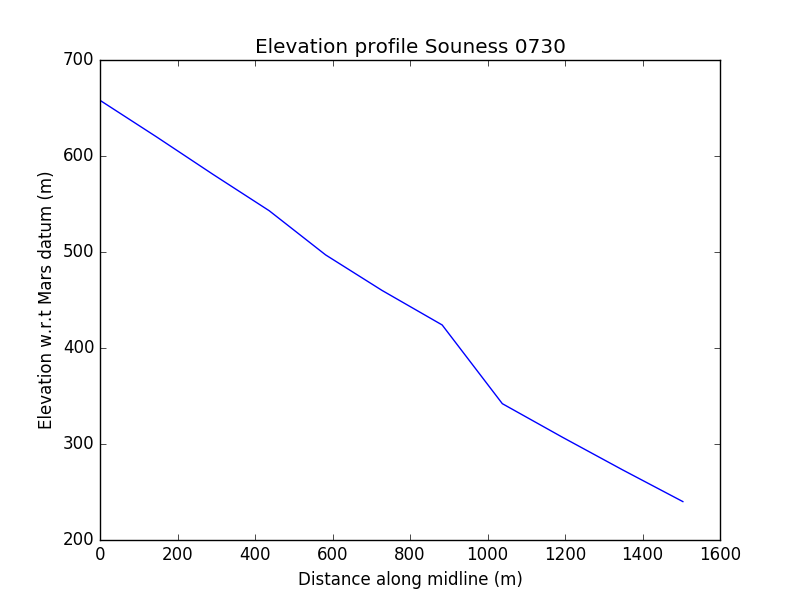 Elevation profile Souness 0730
700
600
500
400
300
200
Elevation w.r.t Mars datum (m)
0 200 400 600 800 1000 1200 1400 1600
Distance along midline (m)